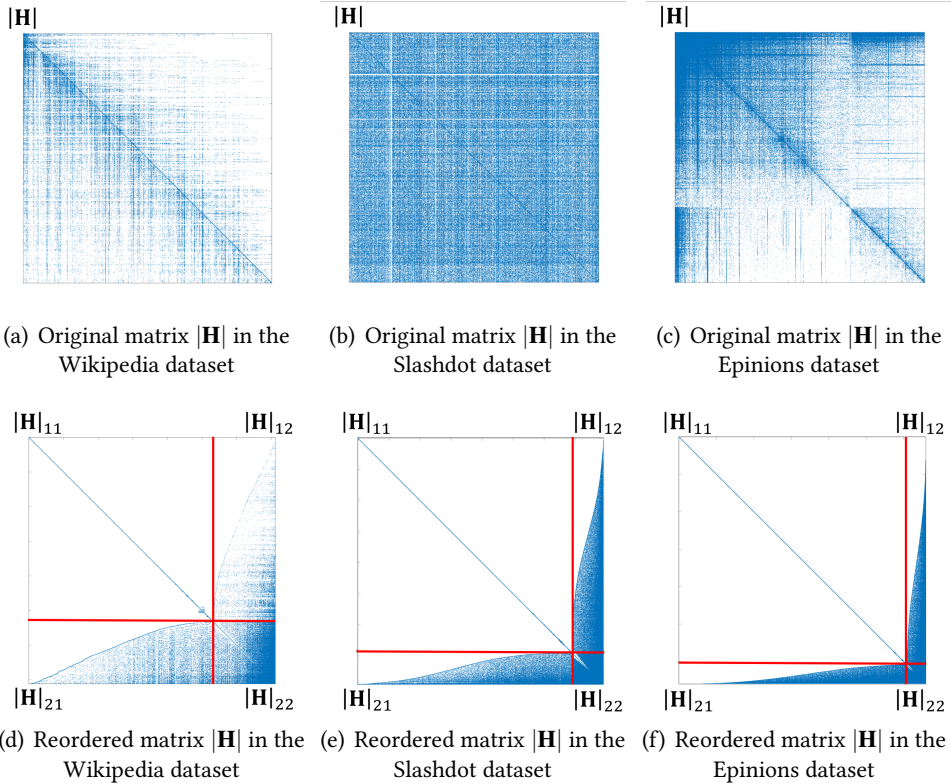 |H| |H| |H|
(a) Original matrix |H| in the Wikipedia dataset
(b) Original matrix |H| in the Slashdot dataset
(c) Original matrix |H| in the Epinions dataset
|H|₁₁ |H|₁₂ |H|₁₁ |H|₁₂ |H|₁₁ |H|₁₂
|H|₂₁ |H|₂₂ |H|₂₁ |H|₂₂ |H|₂₁ |H|₂₂
(d) Reordered matrix |H| in the Wikipedia dataset
(e) Reordered matrix |H| in the Slashdot dataset
(f) Reordered matrix |H| in the Epinions dataset